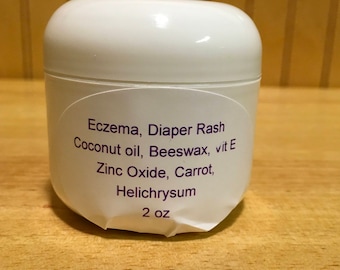 Eczema, Diaper Rash
Coconut oil, Beeswax, Vit E
Zinc Oxide, Carrot,
Helichrysum
2 oz